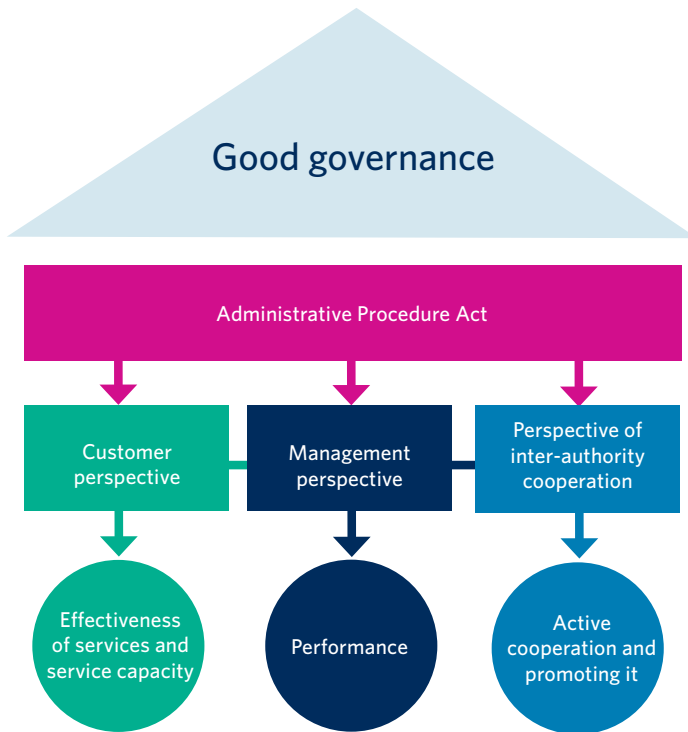 Good governance
Administrative Procedure Act
Customer
perspective
Management
perspective
Perspective of
inter-authority
cooperation
Effectiveness
of services and
service capacity
Performance
Active
cooperation and
promoting it